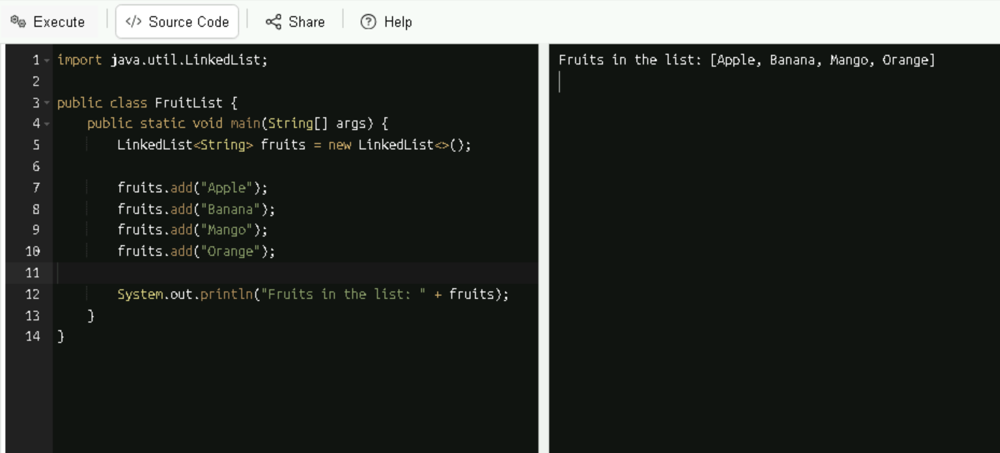 Execute </> Source Code Share Help
1 import java.util.LinkedList;
2
3 public class FruitList {
4     public static void main(String[] args) {
5         LinkedList<String> fruits = new LinkedList<>();
6
7         fruits.add("Apple");
8         fruits.add("Banana");
9         fruits.add("Mango");
10         fruits.add("Orange");
11
12         System.out.println("Fruits in the list: " + fruits);
13     }
14 }
Fruits in the list: [Apple, Banana, Mango, Orange]